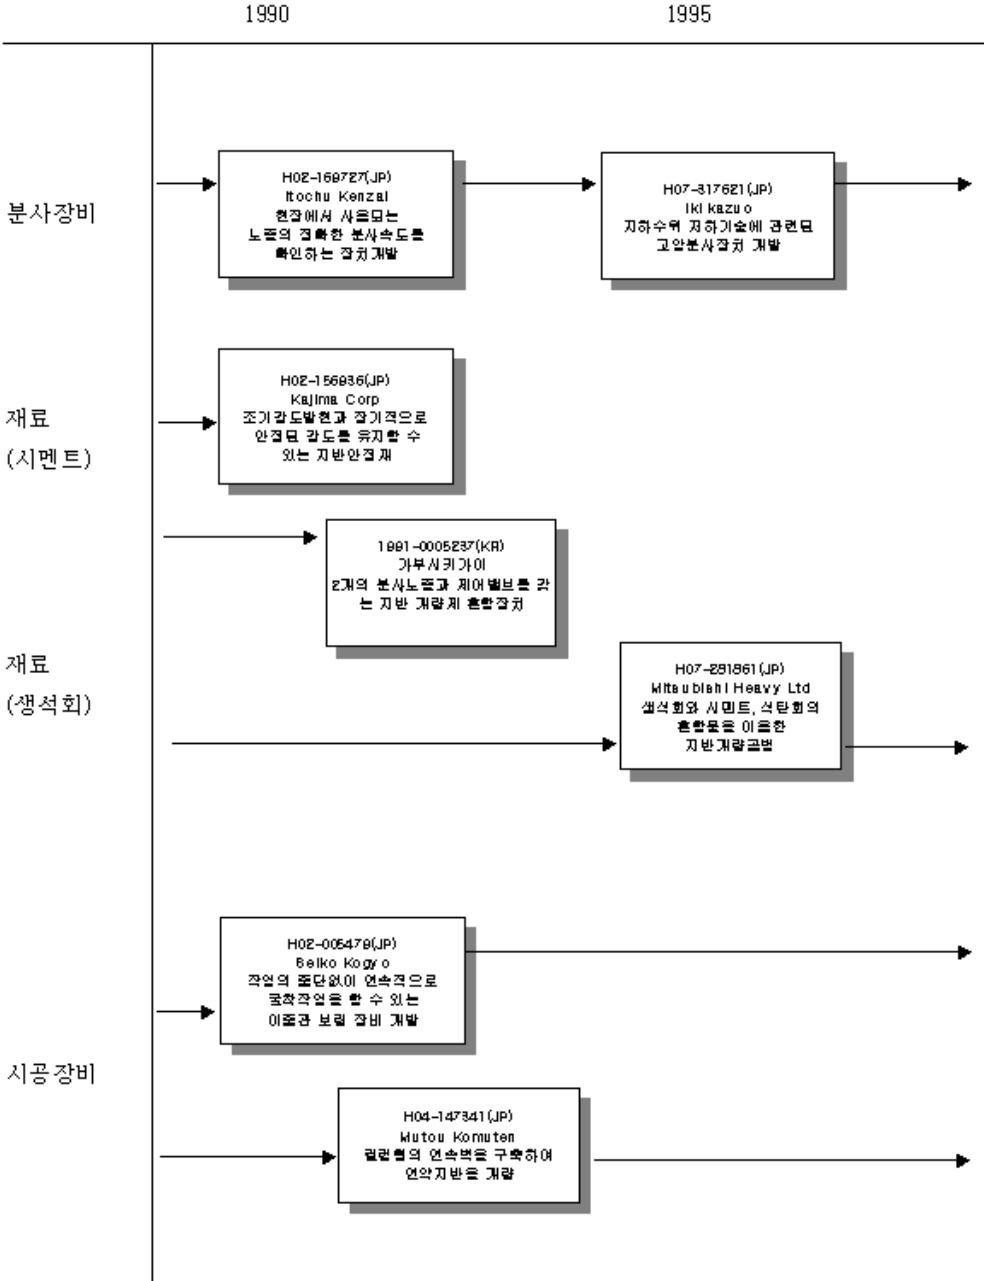 1990
1995
분사장비
H02-169727(JP)
Itochu Kenzai
현장에서 사용되는
노즐의 정확한 분사속도를
확인하는 장치개발
H07-317621(JP)
Iki kazuo
지하수위 저하기술에 관련된
고압분사장치 개발
재료
(시멘트)
H02-156936(JP)
Kajima Corp
조기강도발현과 장기적으로
안정된 강도를 유지할 수
있는 지반안정재
1991-0005237(KR)
가부시키가이
2개의 분사노즐과 제어밸브를 갖
는 지반 개량제 혼합장치
재료
(생석회)
H07-281361(JP)
Mitsubishi Heavy Ltd
생석회와 시멘트, 석탄회의
혼합물을 이용한
지반개량공법
시공장비
H02-005479(JP)
Seiko Kogyo
작업의 중단없이 연속적으로
굴착작업을 할 수 있는
이중관 보링 장비 개발
H04-147341(JP)
Mutou Komuten
연속벽을 구축하여
연약지반을 개량